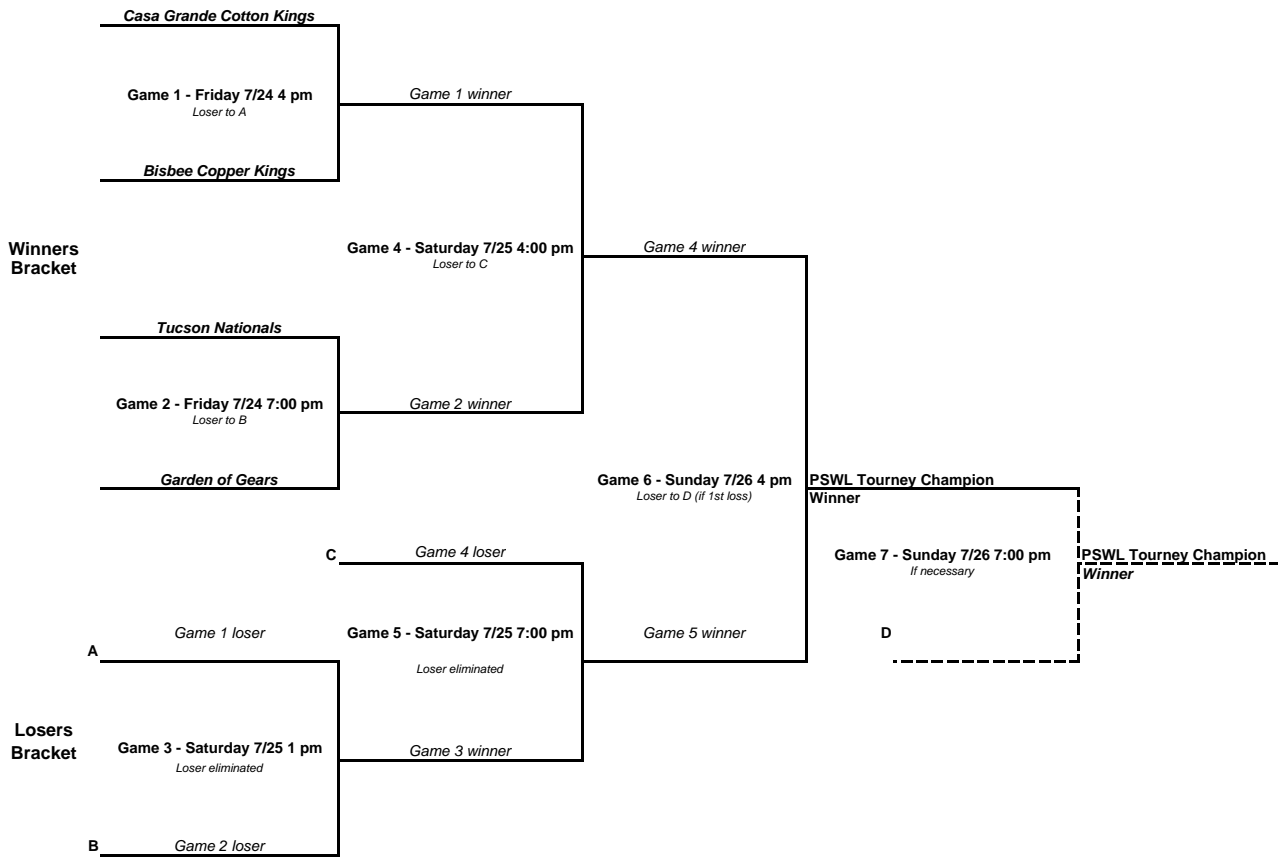 Casa Grande Cotton Kings
Game 1 - Friday 7/24 4 pm
Loser to A
Game 1 winner
Bisbee Copper Kings
Winners
Bracket
Game 4 - Saturday 7/25 4:00 pm
Loser to C
Game 4 winner
Tucson Nationals
Game 2 - Friday 7/24 7:00 pm
Loser to B
Game 2 winner
Garden of Gears
Game 6 - Sunday 7/26 4 pm
Loser to D (if 1st loss)
PSWL Tourney Champion
Winner
C
Game 4 loser
Game 7 - Sunday 7/26 7:00 pm
If necessary
PSWL Tourney Champion
Winner
A
Game 1 loser
Game 5 - Saturday 7/25 7:00 pm
Loser eliminated
Game 5 winner
D
Losers
Bracket
Game 3 - Saturday 7/25 1 pm
Loser eliminated
Game 3 winner
B
Game 2 loser